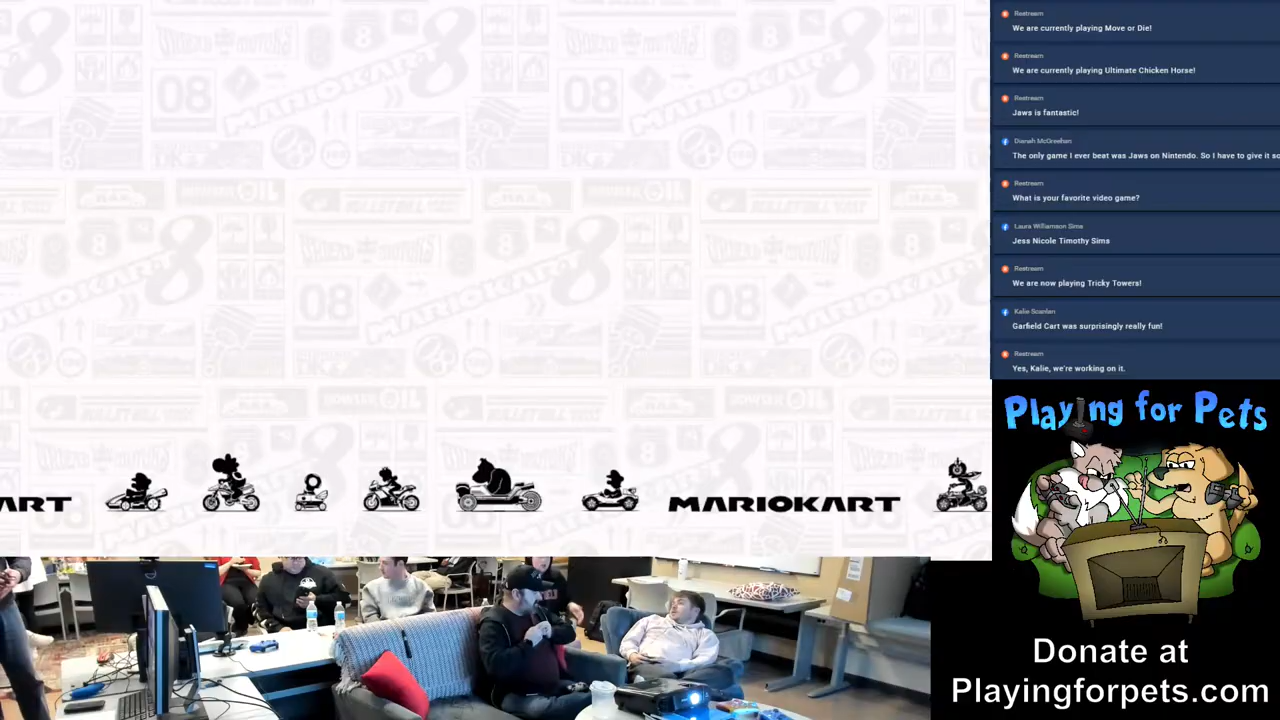 Restream
We are currently playing Move or Die!
Restream
We are currently playing Ultimate Chicken Horse!
Restream
Jaws is fantastic!
Dianah McGreehan
The only game I ever beat was Jaws on Nintendo. So I have to give it
Restream
What is your favorite video game?
Laura Williamson Sims
Jess Nicole Timothy Sims
Restream
We are now playing Tricky Towers!
Kalie Scanlan
Garfield Cart was surprisingly really fun!
Restream
Yes, Kalie, we're working on it.
Playing for Pets
ART
MARIOKART
Donate at
Playingforpets.com